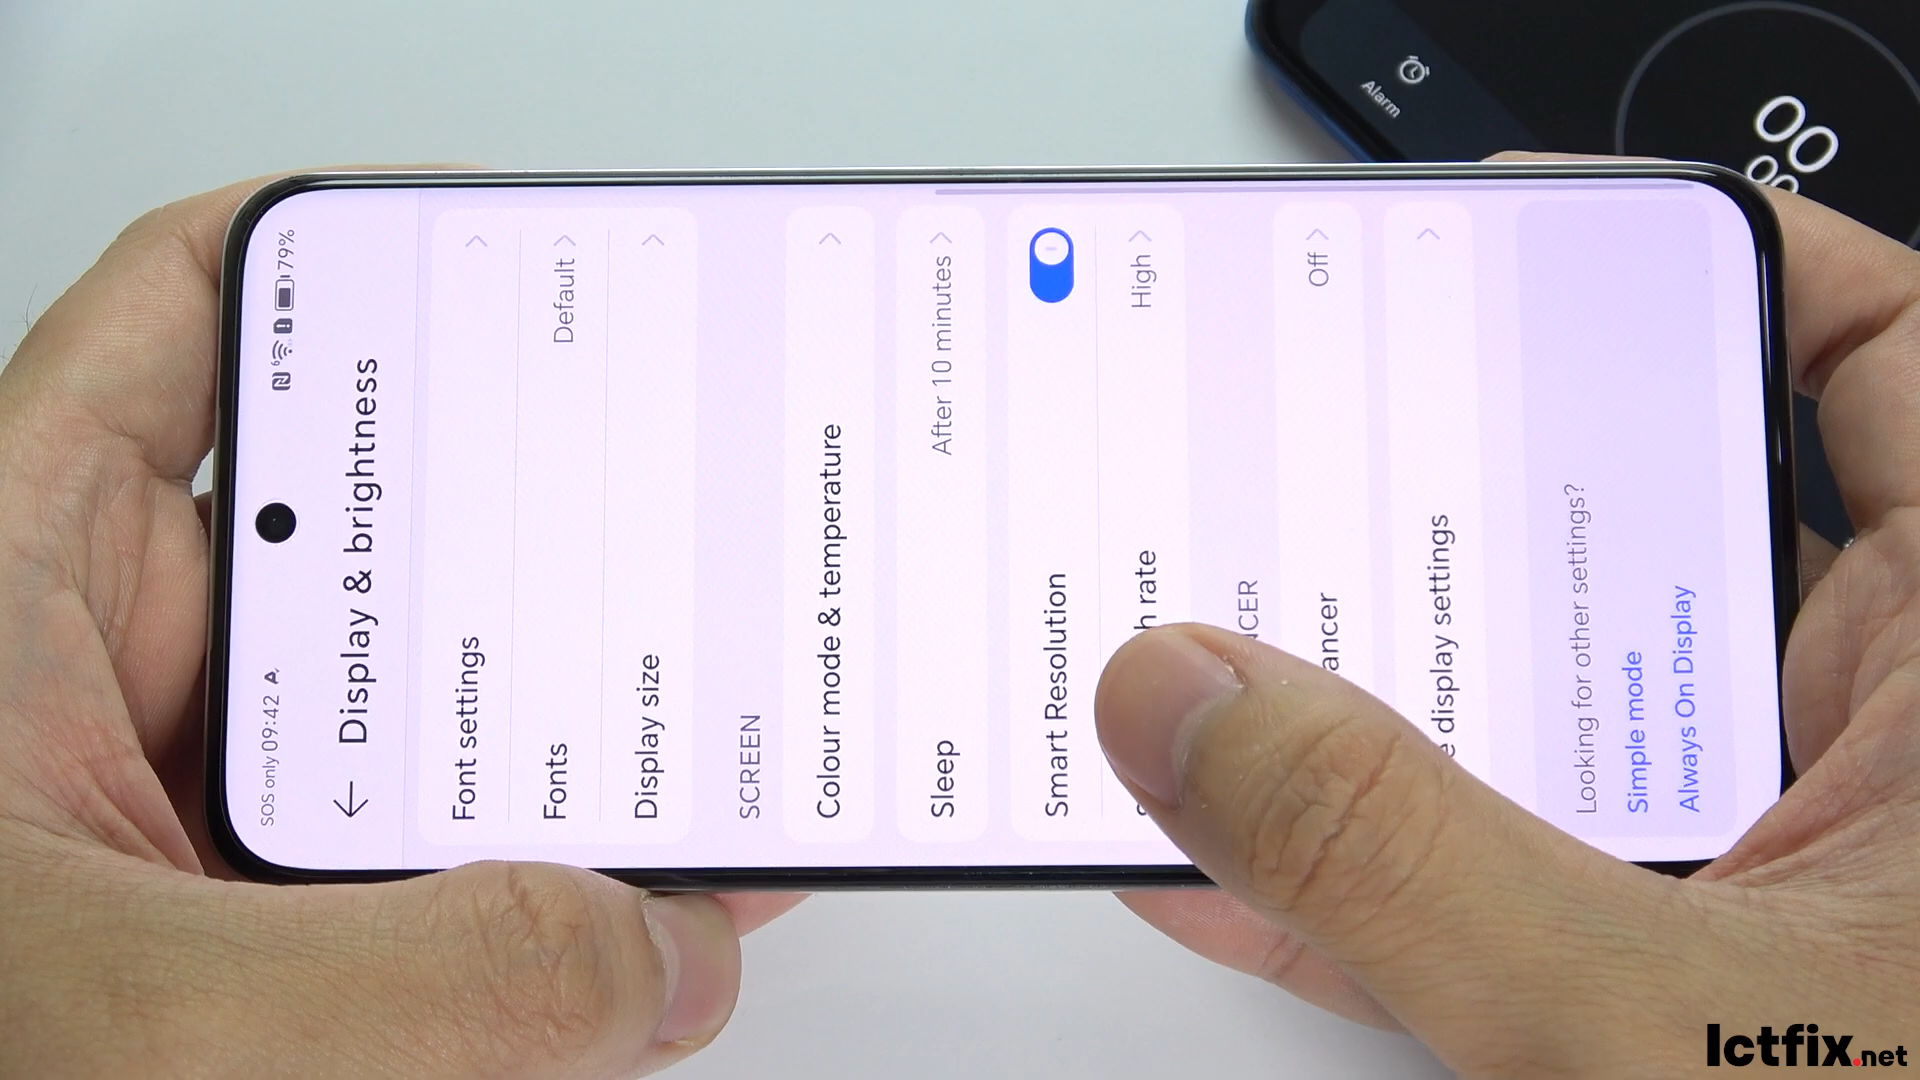 SOS only 09:42
79%
Display & brightness
Font settings
Fonts Default
Display size
SCREEN
Colour mode & temperature
Sleep After 10 minutes
Smart Resolution
rate High
Off
display settings
Looking for other settings?
Simple mode
Always On Display
Alarm
00
00
Ictfix.net